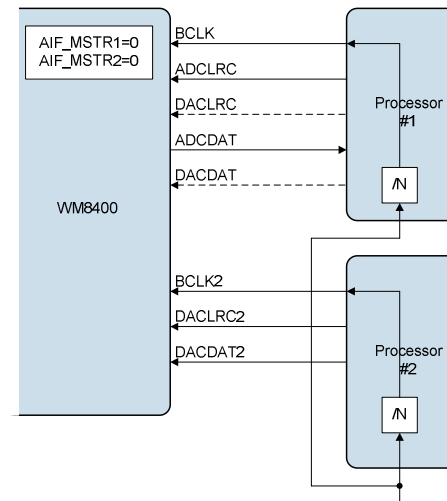 AIF_MSTR1=0
AIF_MSTR2=0
WM8400
BCLK
ADCLRC
DACLRC
ADCDAT
DACDAT
Processor
#1
/N
BCLK2
DACLRC2
DACDAT2
Processor
#2
/N